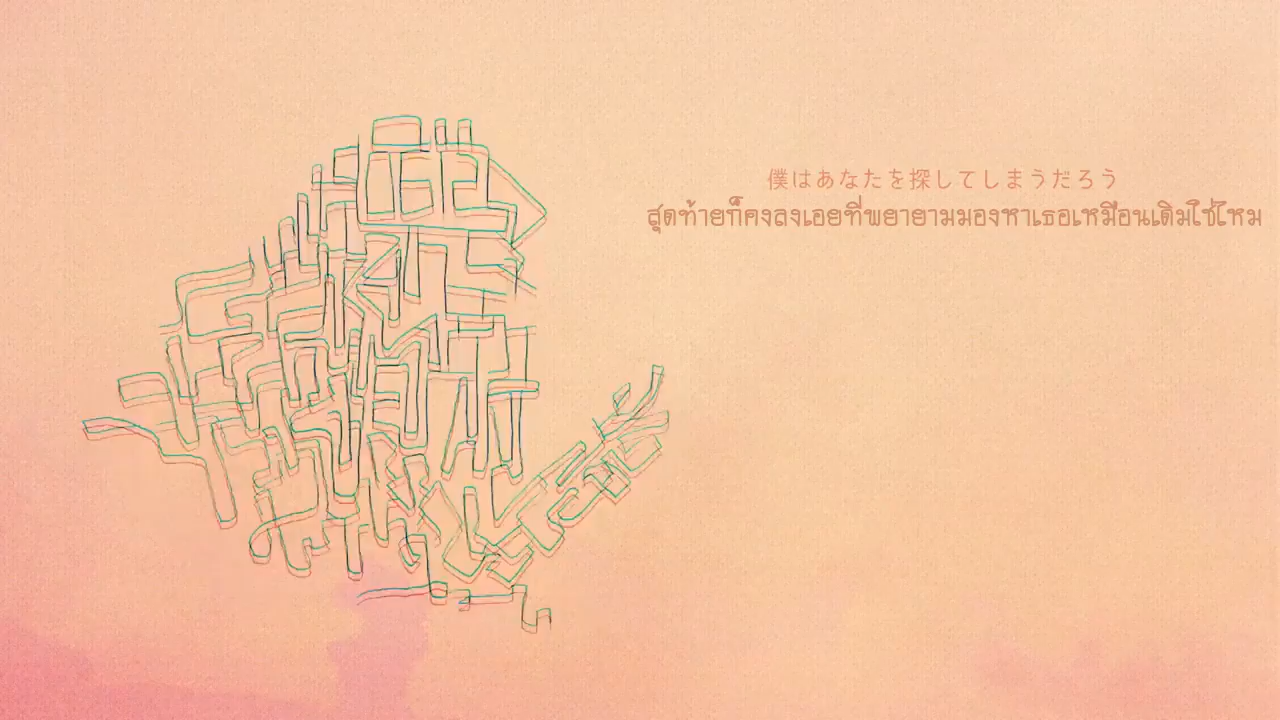 僕はあなたを探してしまうだろう
สุดท้ายก็คงลงเอยที่พยายามมองหาเธอเหมือนเดิมใช่ไหม